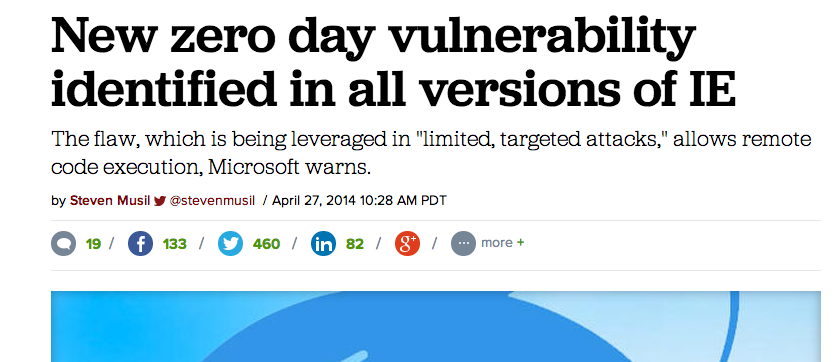 New zero day vulnerability
identified in all versions of IE
The flaw, which is being leveraged in "limited, targeted attacks," allows remote
code execution, Microsoft warns.
by Steven Musil @stevenmusil / April 27, 2014 10:28 AM PDT
19 / f 133 / 460 / in 82 / g+ / ... more +